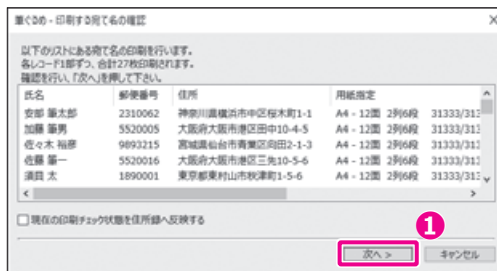 筆ぐるめ - 印刷する宛て名の確認
以下のリストにある宛て名の印刷を行います。
各レコード1部ずつ、合計27枚印刷されます。
確認を行い、「次へ」を押して下さい。
氏名 郵便番号 住所 用紙指定
安部 筆太郎 2310062 神奈川県横浜市中区桜木町1-1 A4 - 12面 2列6段 31333/313
加藤 筆男 5520005 大阪府大阪市港区田中10-4-5 A4 - 12面 2列6段 31333/313
佐々木 裕彦 9893215 宮城県仙台市青葉区向田2-1-3 A4 - 12面 2列6段 31333/313
佐藤 筆一 5520016 大阪府大阪市港区三先10-5-6 A4 - 12面 2列6段 31333/313
須貝 太 1890001 東京都東村山市秋津町1-5-6 A4 - 12面 2列6段 31333/313
現在の印刷チェック状態を住所録へ反映する
1
次へ > キャンセル